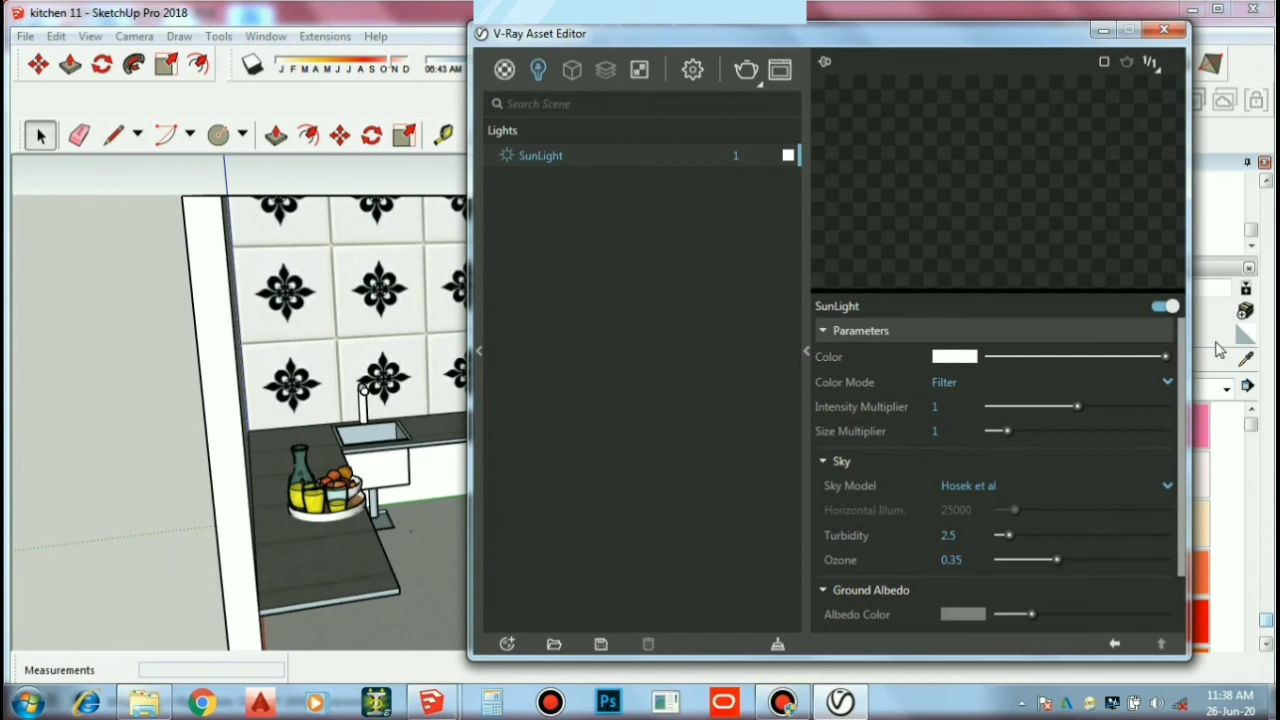 kitchen 11 - SketchUp Pro 2018
File Edit View Camera Draw Tools Window Extensions Help
J F M A M J J A S O N D 06:43 AM
V-Ray Asset Editor
1/1
Search Scene
Lights
SunLight 1
SunLight
Parameters
Color
Color Mode Filter
Intensity Multiplier 1
Size Multiplier 1
Sky
Sky Model Hosek et al
Horizontal Illum. 25000
Turbidity 2.5
Ozone 0.35
Ground Albedo
Albedo Color
Measurements
Ps
11:38 AM
26-Jun-20